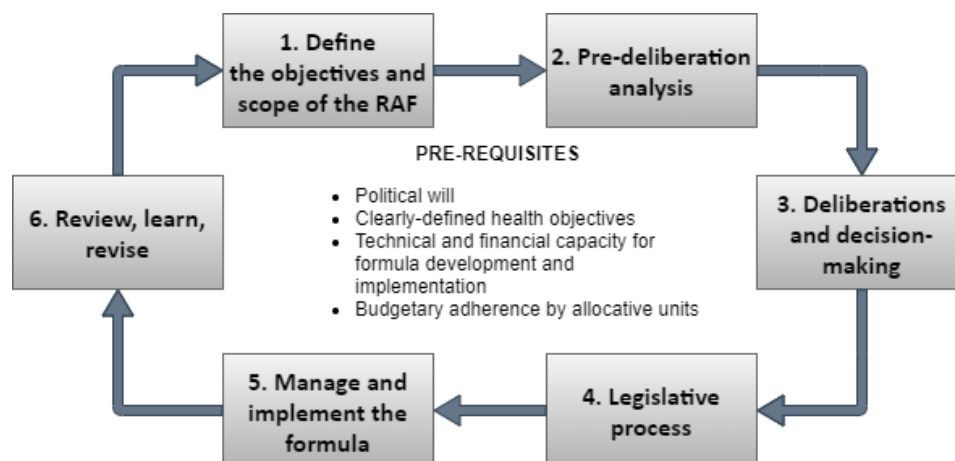 1. Define
the objectives and
scope of the RAF
2. Pre-deliberation
analysis
3. Deliberations
and decision-
making
4. Legislative
process
5. Manage and
implement the
formula
6. Review, learn,
revise
PRE-REQUISITES
• Political will
• Clearly-defined health objectives
• Technical and financial capacity for
formula development and
implementation
• Budgetary adherence by allocative units